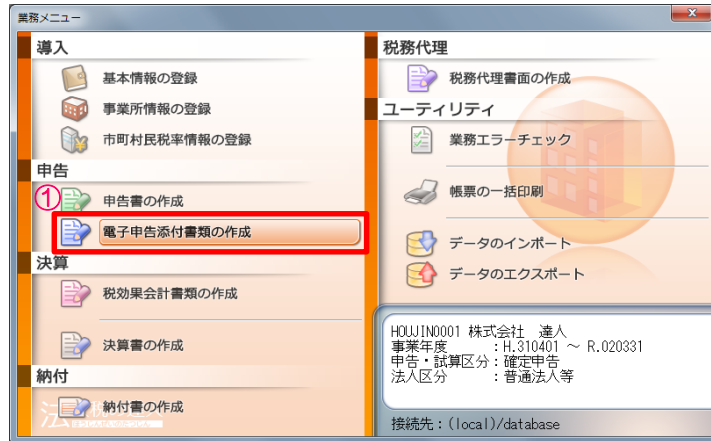 業務メニュー
導入
基本情報の登録
事業所情報の登録
市町村民税率情報の登録
申告
①
申告書の作成
電子申告添付書類の作成
決算
税効果会計書類の作成
決算書の作成
納付
納付書の作成
税務代理
税務代理書面の作成
ユーティリティ
業務エラーチェック
帳票の一括印刷
データのインポート
データのエクスポート
HOUJIN0001 株式会社 達人
事業年度 :H.310401 ~ R.020331
申告・試算区分:確定申告
法人区分 :普通法人等
接続先:(local)/database